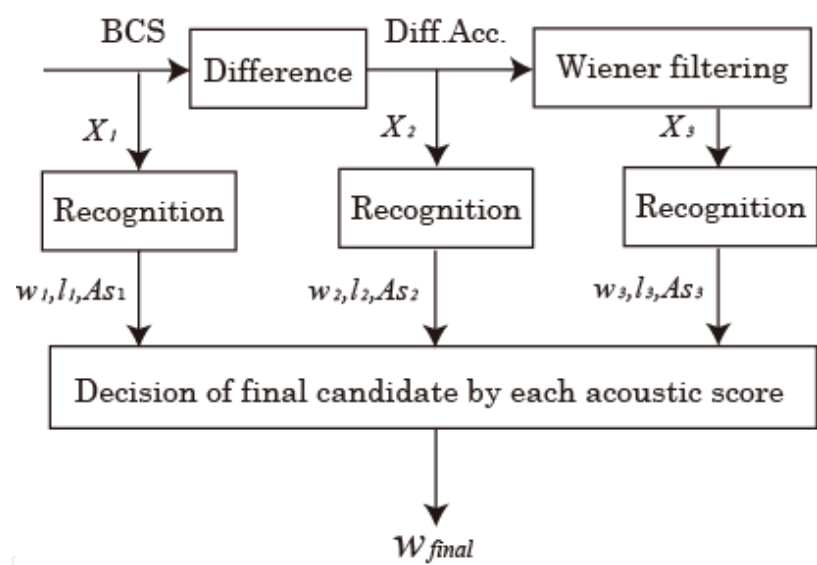 BCS
Diff.Acc.
Difference
Wiener filtering
X₁
X₂
X₃
Recognition
Recognition
Recognition
w₁,l₁,As₁
w₂,l₂,As₂
w₃,l₃,As₃
Decision of final candidate by each acoustic score
w final